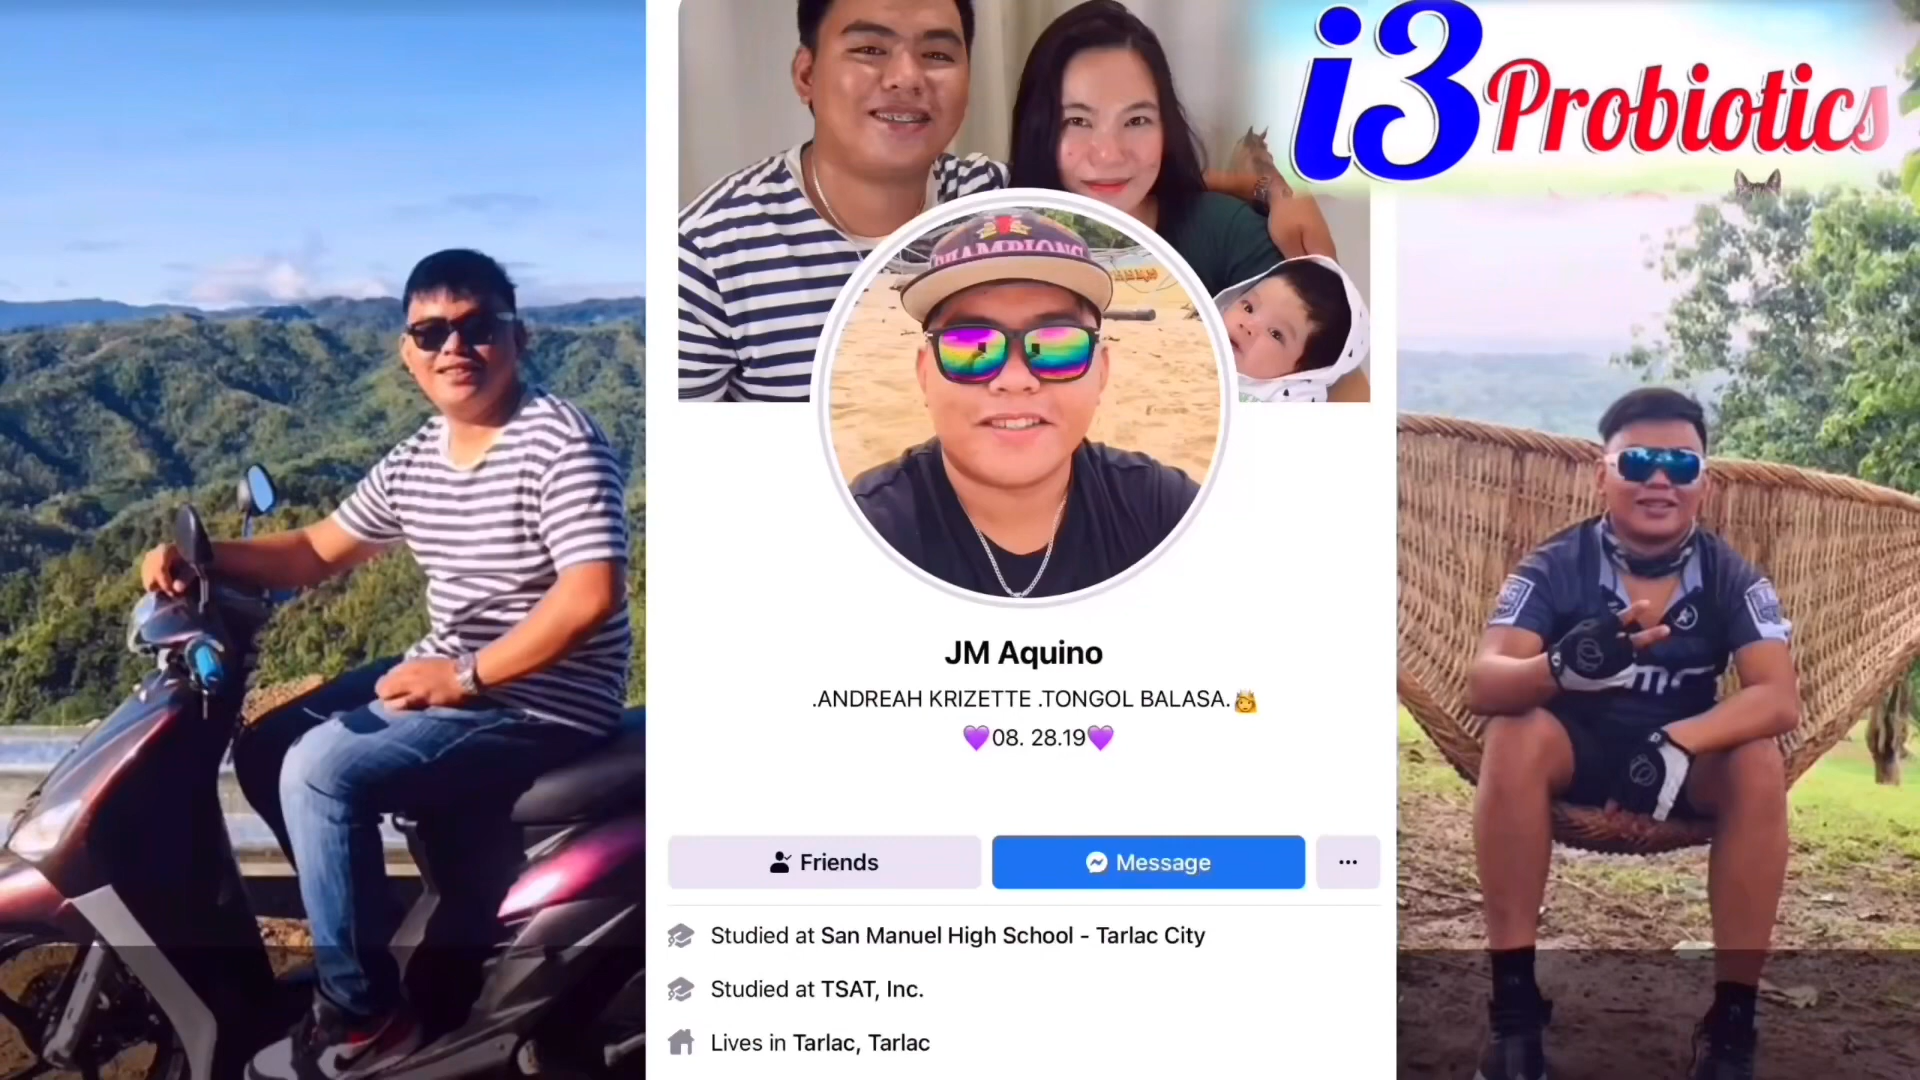 i3 Probiotics
CHAMPIONS
JM Aquino
.ANDREAH KRIZETTE .TONGOL BALASA.👸
💜08. 28.19💜
Friends
Message
Studied at San Manuel High School - Tarlac City
Studied at TSAT, Inc.
Lives in Tarlac, Tarlac